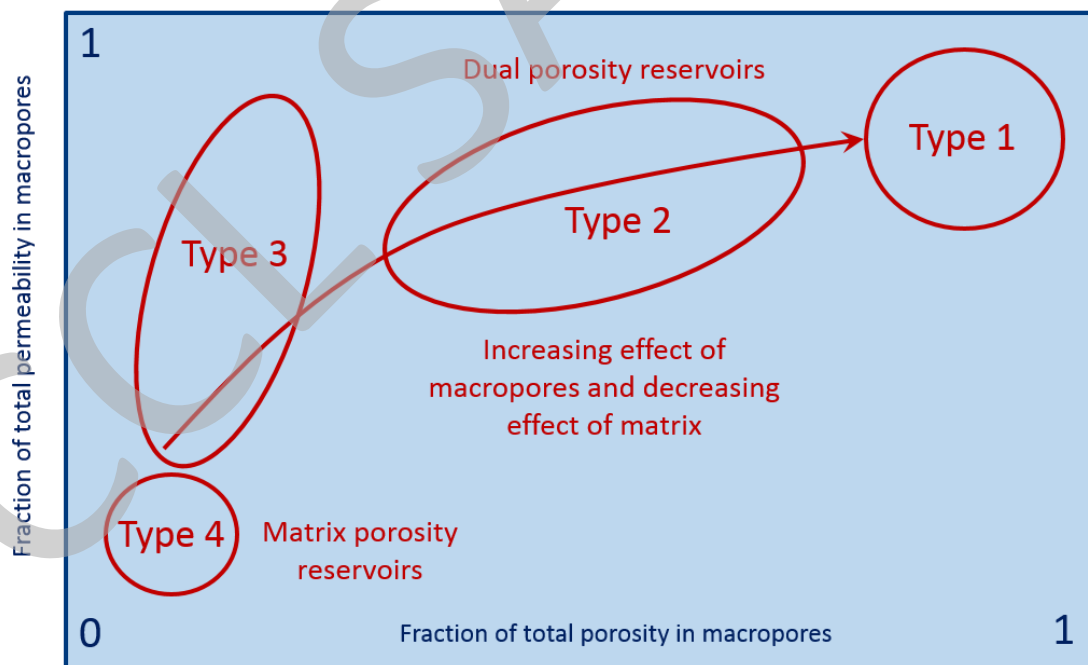 1
Dual porosity reservoirs
Type 1
Type 2
Type 3
Increasing effect of
macropores and decreasing
effect of matrix
Type 4
Matrix porosity
reservoirs
0
Fraction of total porosity in macropores
1
Fraction of total permeability in macropores
CCL